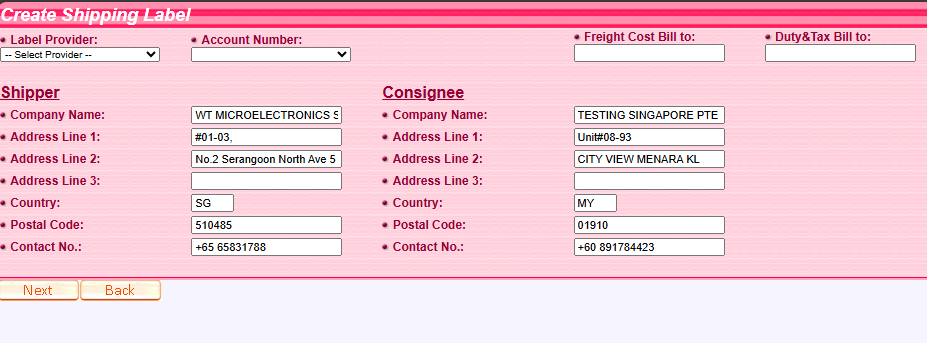 Create Shipping Label
Label Provider: Account Number: Freight Cost Bill to: Duty&Tax Bill to:
-- Select Provider --
Shipper Consignee
Company Name: WT MICROELECTRONICS S Company Name: TESTING SINGAPORE PTE
Address Line 1: #01-03, Address Line 1: Unit#08-93
Address Line 2: No.2 Serangoon North Ave 5 Address Line 2: CITY VIEW MENARA KL
Address Line 3: Address Line 3:
Country: SG Country: MY
Postal Code: 510485 Postal Code: 01910
Contact No.: +65 65831788 Contact No.: +60 891784423
Next Back